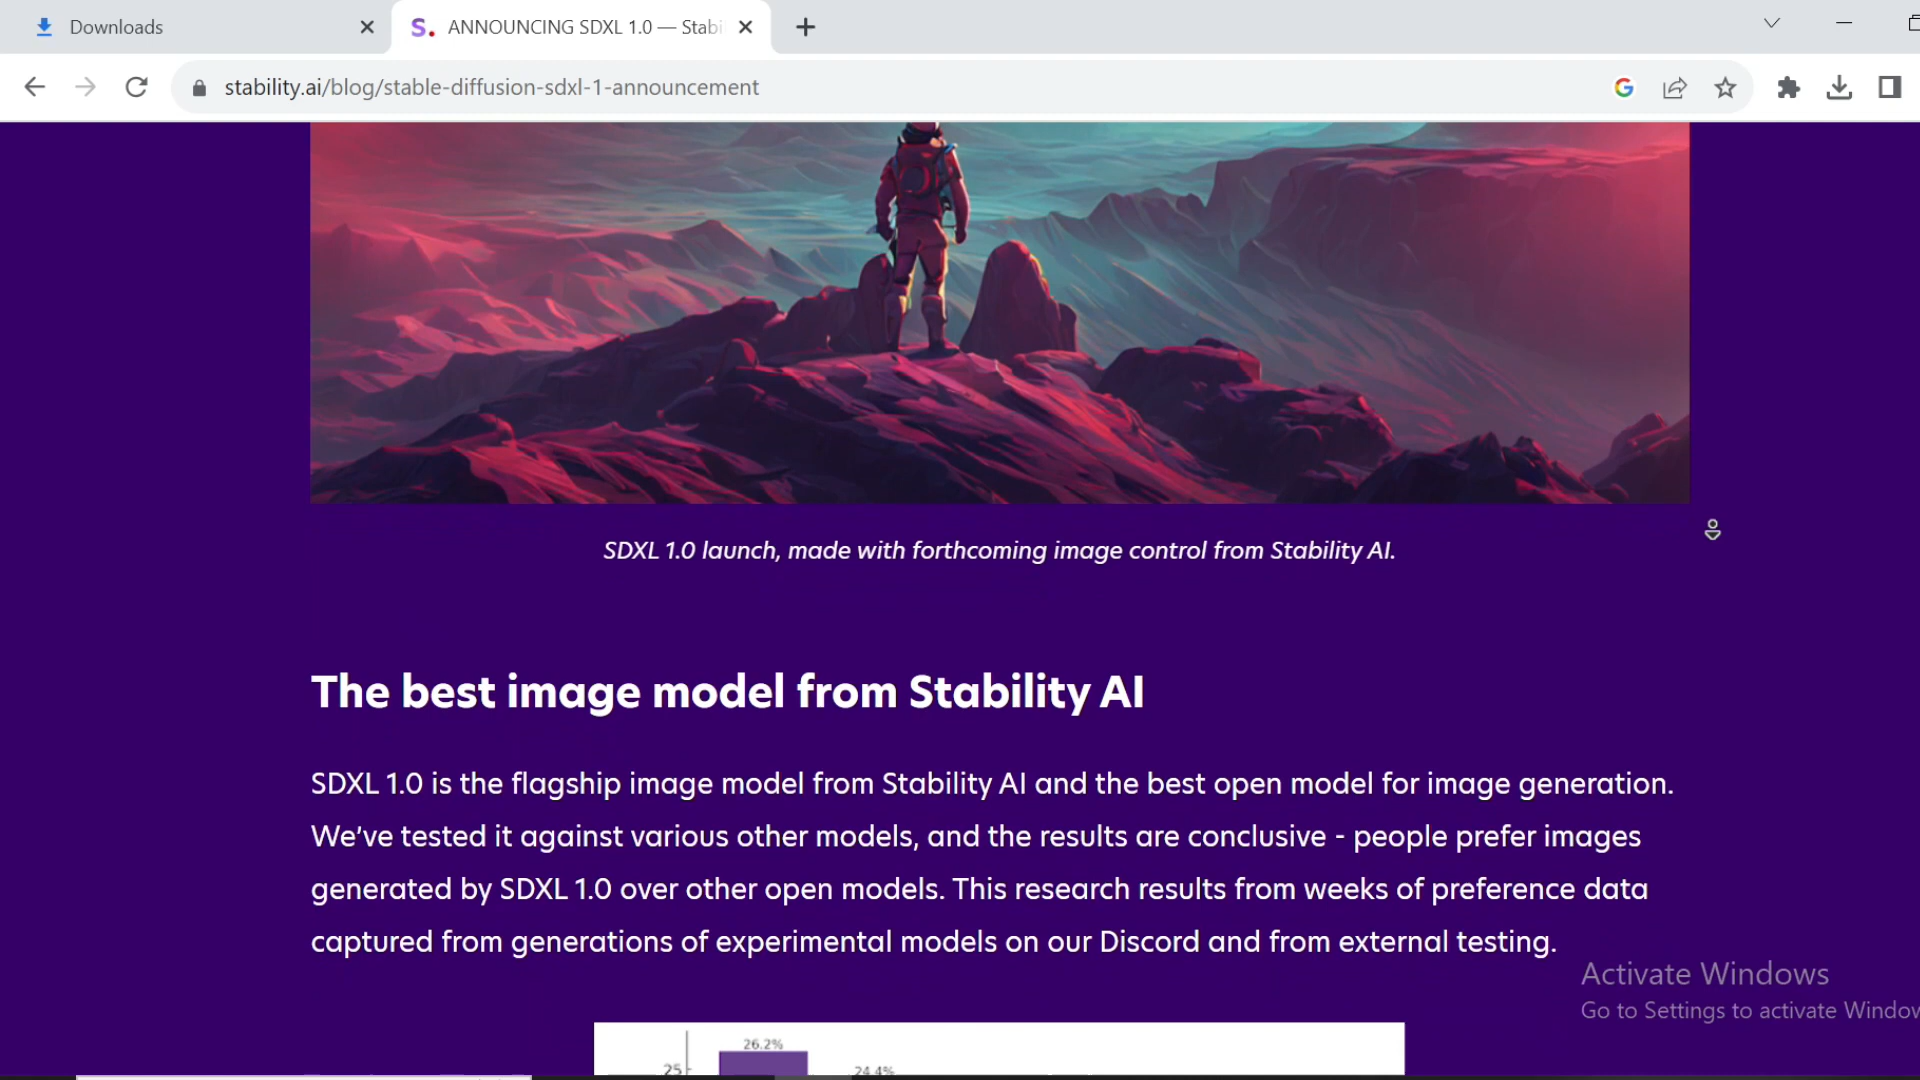 Downloads
S. ANNOUNCING SDXL 1.0 — Stabi
stability.ai/blog/stable-diffusion-sdxl-1-announcement
SDXL 1.0 launch, made with forthcoming image control from Stability AI.
The best image model from Stability AI
SDXL 1.0 is the flagship image model from Stability AI and the best open model for image generation.
We’ve tested it against various other models, and the results are conclusive - people prefer images
generated by SDXL 1.0 over other open models. This research results from weeks of preference data
captured from generations of experimental models on our Discord and from external testing.
Activate Windows
Go to Settings to activate Window
26.2%
25
24.4%